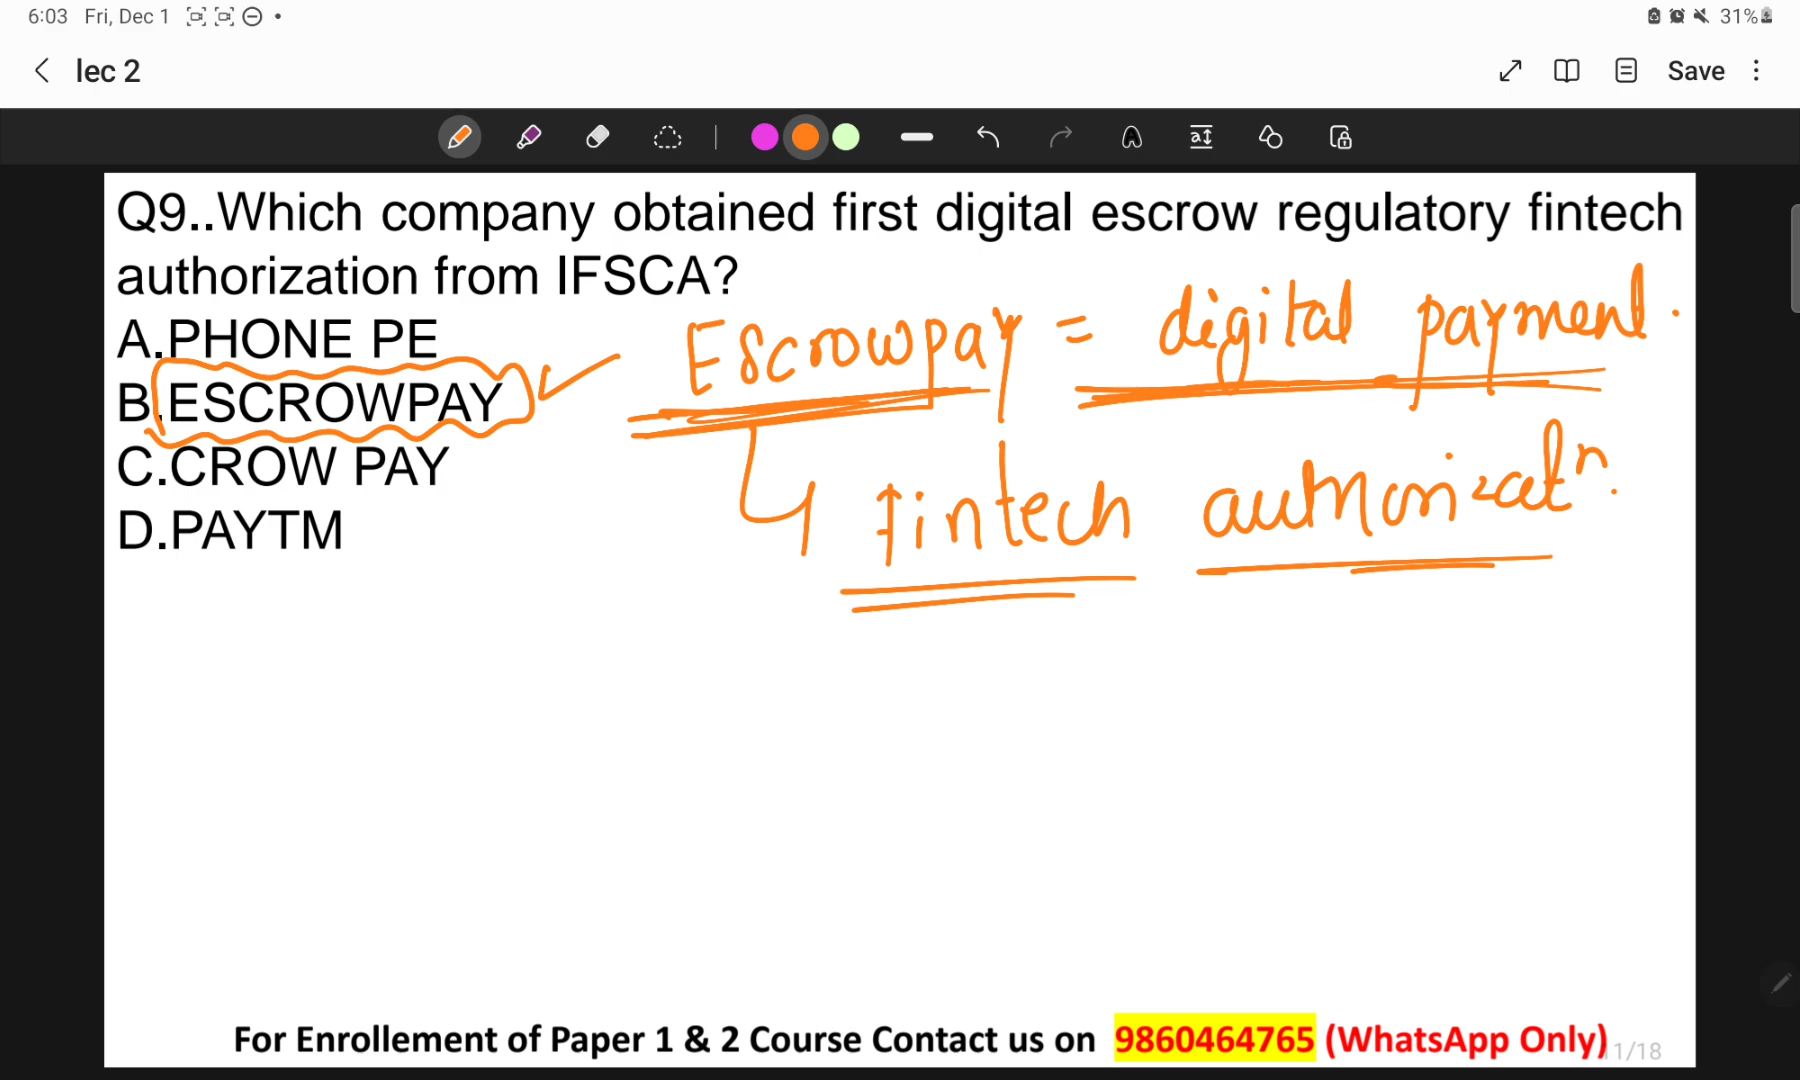 6:03 Fri, Dec 1 31%
lec 2 Save
Q9..Which company obtained first digital escrow regulatory fintech
authorization from IFSCA?
A.PHONE PE
B.ESCROWPAY
C.CROW PAY
D.PAYTM
Escrowpay = digital payment.
fintech authorizatn.
For Enrollement of Paper 1 & 2 Course Contact us on 9860464765 (WhatsApp Only)
11/18